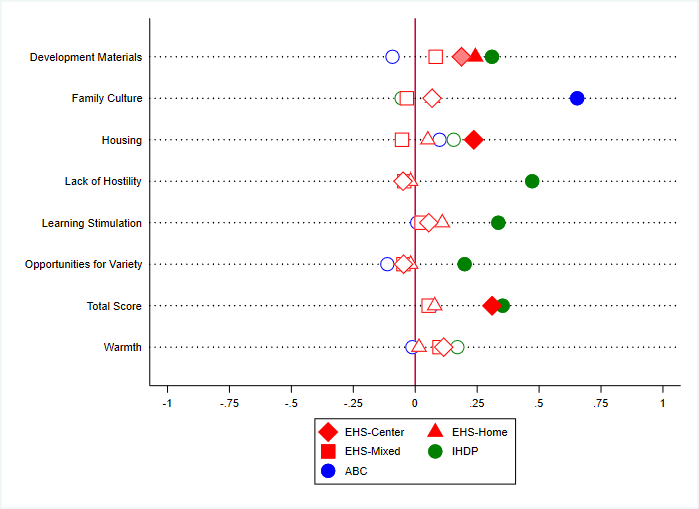 Development Materials
Family Culture
Housing
Lack of Hostility
Learning Stimulation
Opportunities for Variety
Total Score
Warmth
-1 -.75 -.5 -.25 0 .25 .5 .75 1
EHS-Center EHS-Home
EHS-Mixed IHDP
ABC